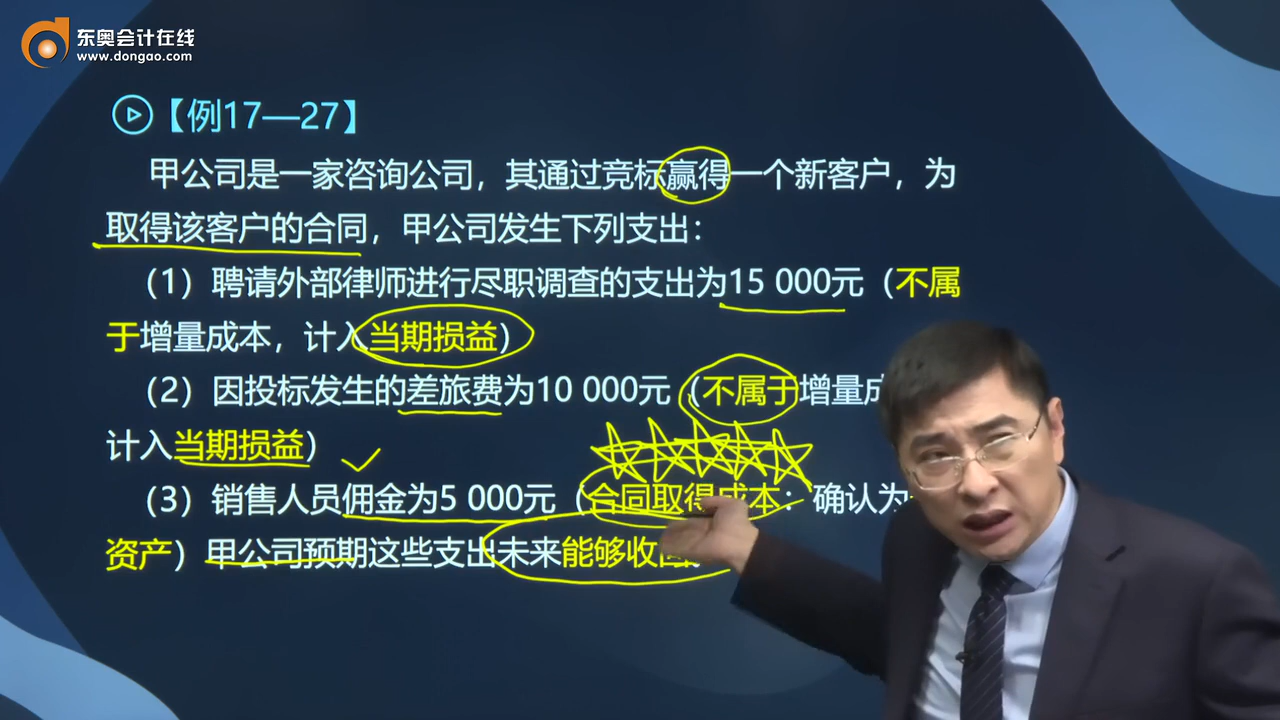 东奥会计在线
www.dongao.com
【例17—27】
甲公司是一家咨询公司，其通过竞标赢得一个新客户，为
取得该客户的合同，甲公司发生下列支出：
（1）聘请外部律师进行尽职调查的支出为15 000元（不属
于增量成本，计入当期损益）
（2）因投标发生的差旅费为10 000元（不属于增量成
计入当期损益）
（3）销售人员佣金为5 000元（合同取得成本：确认为
资产）甲公司预期这些支出未来能够收回。